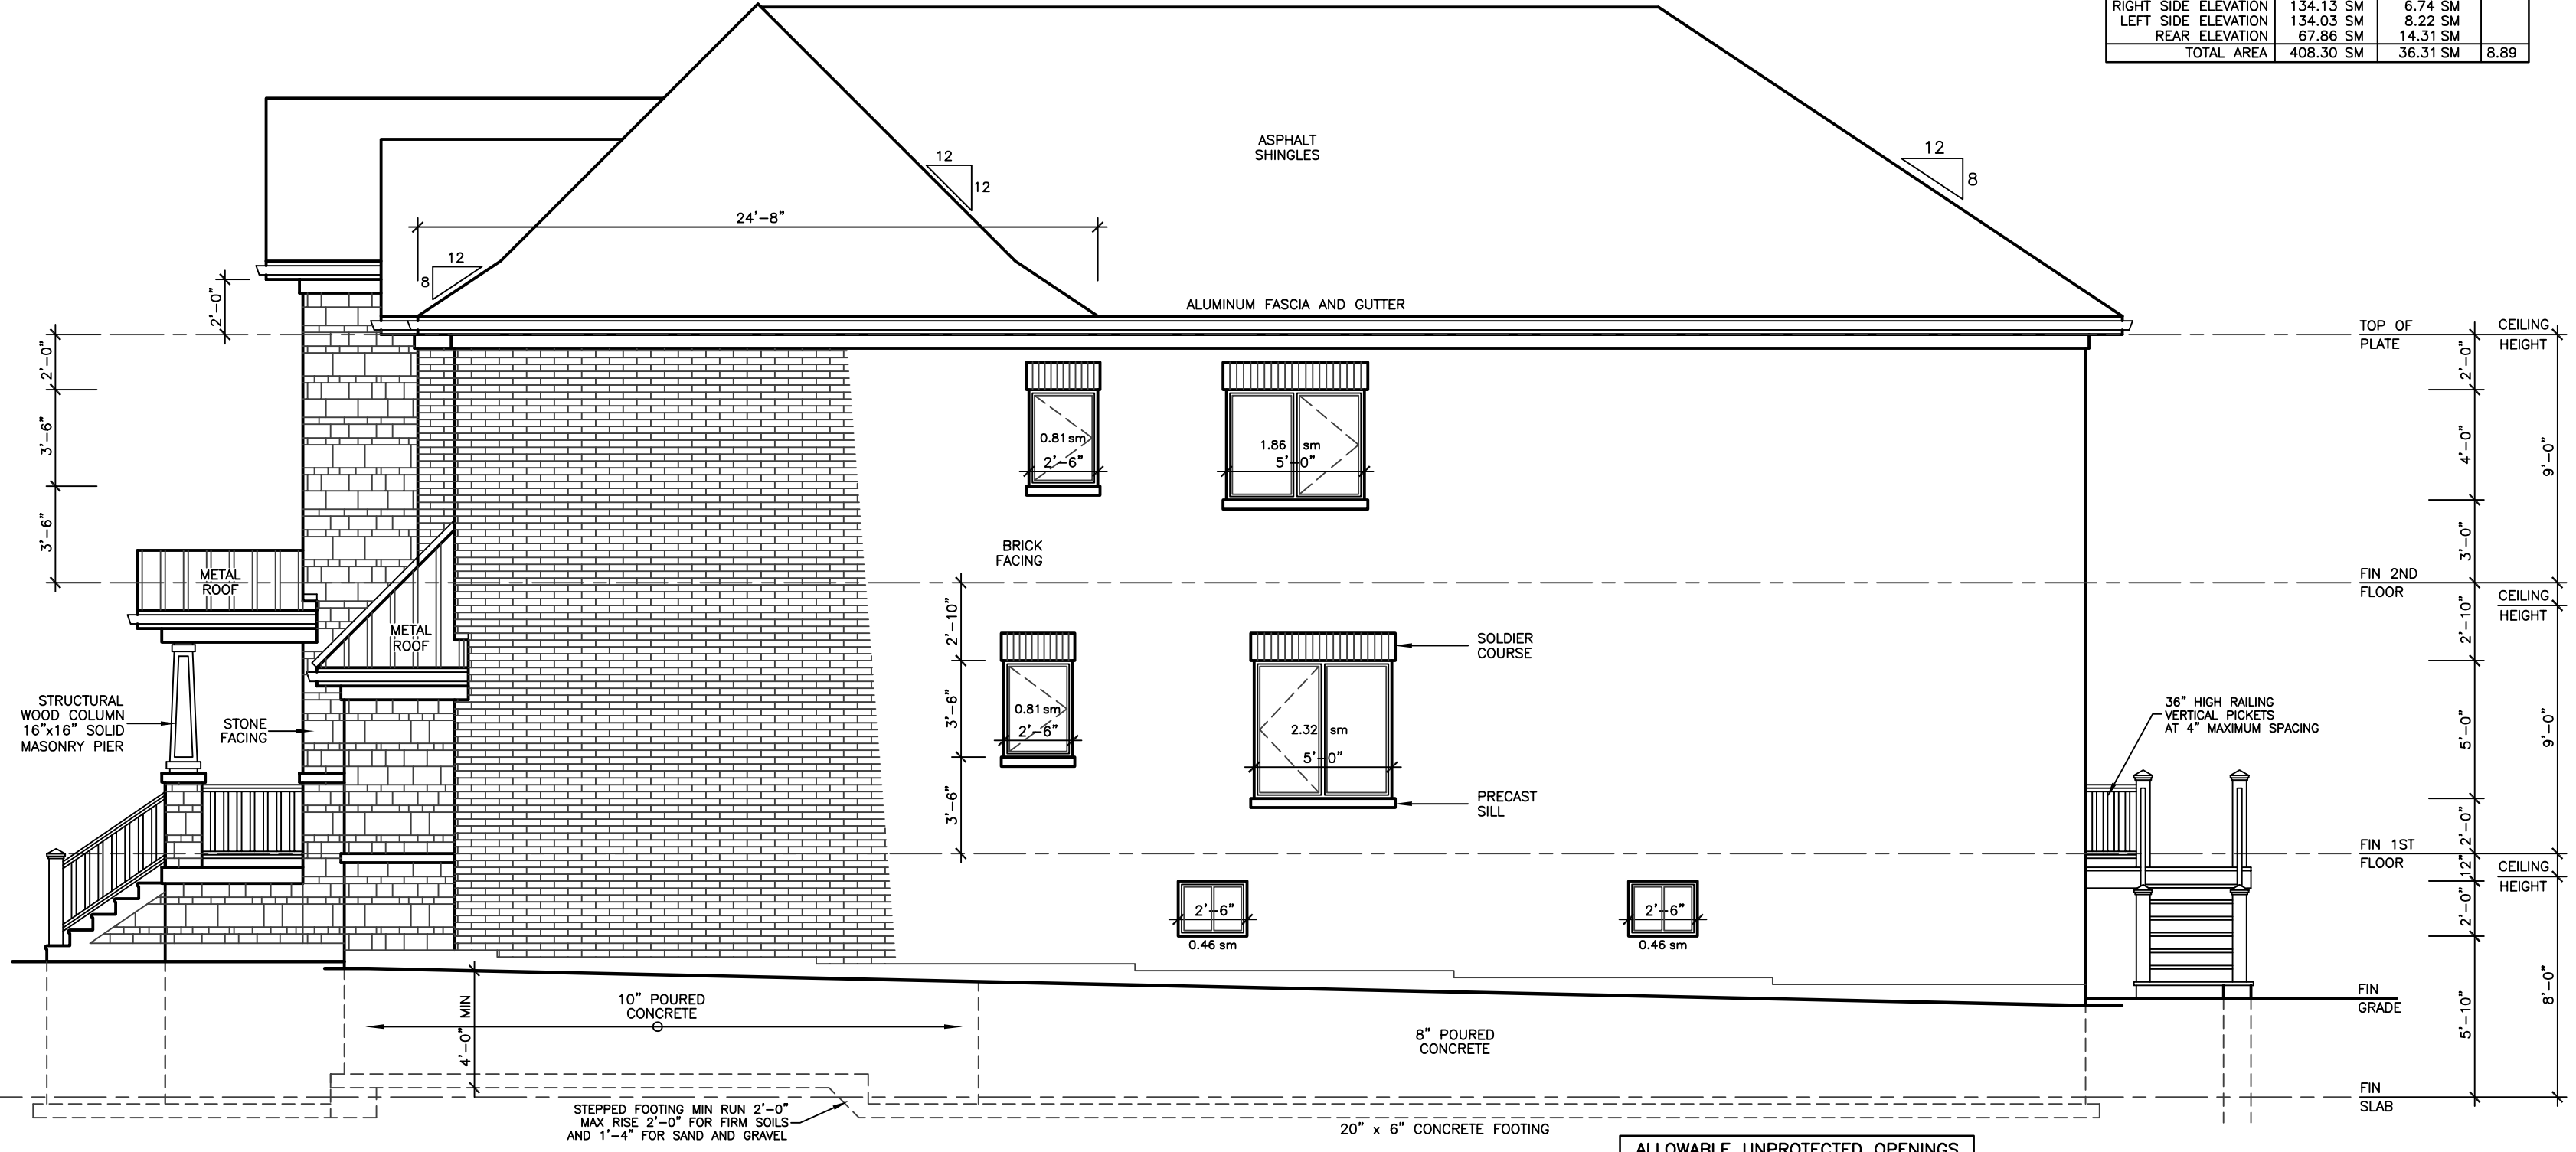 RIGHT SIDE ELEVATION 134.13 SM 6.74 SM
LEFT SIDE ELEVATION 134.03 SM 8.22 SM
REAR ELEVATION 67.86 SM 14.31 SM
TOTAL AREA 408.30 SM 36.31 SM 8.89
ASPHALT
SHINGLES
12
12
12
8
24'-8"
12
8
ALUMINUM FASCIA AND GUTTER
2'-0"
2'-0"
3'-6"
3'-6"
TOP OF
PLATE
CEILING
HEIGHT
2'-0"
4'-0"
3'-0"
9'-0"
0.81 sm
2'-6"
1.86 sm
5'-0"
BRICK
FACING
METAL
ROOF
METAL
ROOF
FIN 2ND
FLOOR
CEILING
HEIGHT
2'-10"
5'-0"
2'-0"
9'-0"
2'-10"
3'-6"
3'-6"
0.81 sm
2'-6"
2.32 sm
5'-0"
SOLDIER
COURSE
PRECAST
SILL
STRUCTURAL
WOOD COLUMN
16"x16" SOLID
MASONRY PIER
STONE
FACING
36" HIGH RAILING
VERTICAL PICKETS
AT 4" MAXIMUM SPACING
FIN 1ST
FLOOR
CEILING
HEIGHT
12"
2'-0"
5'-10"
8'-0"
2'-6"
0.46 sm
2'-6"
0.46 sm
FIN
GRADE
4'-0" MIN
10" POURED
CONCRETE
8" POURED
CONCRETE
FIN
SLAB
STEPPED FOOTING MIN RUN 2'-0"
MAX RISE 2'-0" FOR FIRM SOILS
AND 1'-4" FOR SAND AND GRAVEL
20" x 6" CONCRETE FOOTING
ALLOWABLE UNPROTECTED OPENINGS